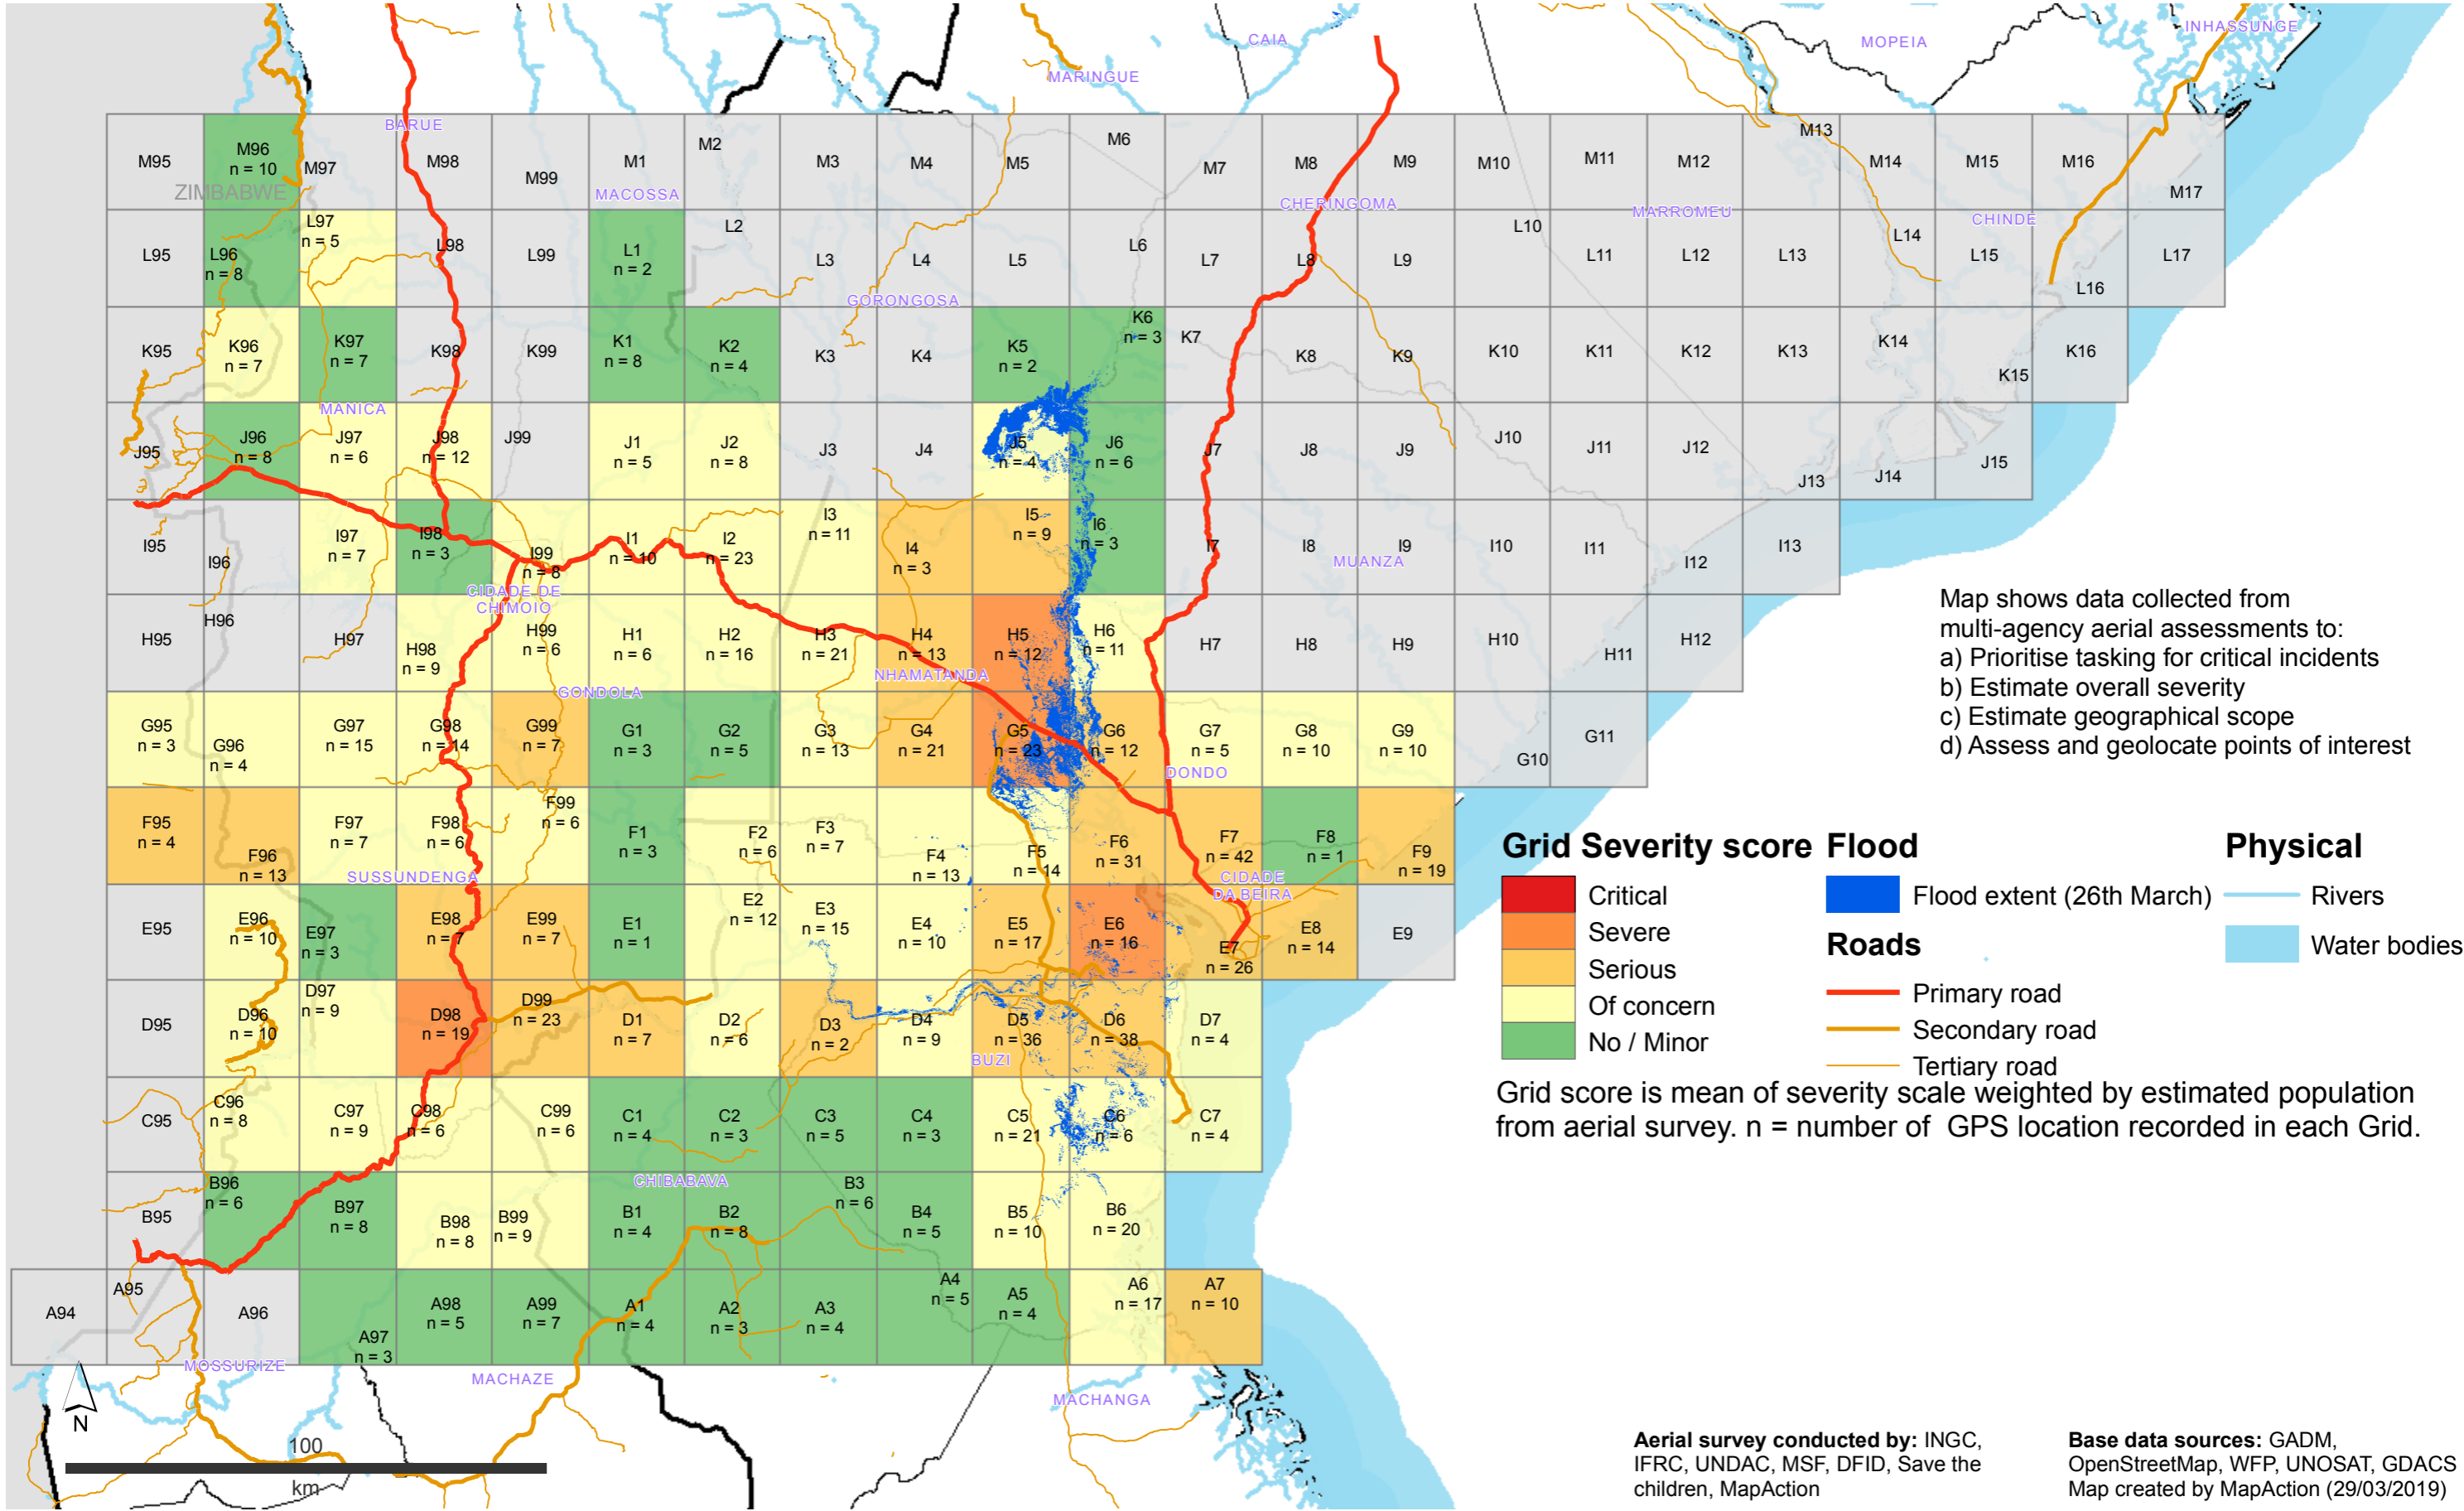 INHASSUNGE
CAIA
MOPEIA
MARINGUE
BARUE
M95
M96
n = 10
M97
M98
M99
M1
M2
M3
M4
M5
M6
M7
M8
M9
M10
M11
M12
M13
M14
M15
M16
M17
ZIMBABWE
MACOSSA
CHERINGOMA
MARROMEU
CHINDE
L95
L96
n = 8
L97
n = 5
L98
L99
L1
n = 2
L2
L3
L4
L5
L6
L7
L8
L9
L10
L11
L12
L13
L14
L15
L16
L17
GORONGOSA
K95
K96
n = 7
K97
n = 7
K98
K99
K1
n = 8
K2
n = 4
K3
K4
K5
n = 2
K6
n = 3
K7
K8
K9
K10
K11
K12
K13
K14
K15
K16
MANICA
J95
J96
n = 8
J97
n = 6
J98
n = 12
J99
J1
n = 5
J2
n = 8
J3
J4
J5
n = 4
J6
n = 6
J7
J8
J9
J10
J11
J12
J13
J14
J15
I95
I96
I97
n = 7
I98
n = 3
I99
n = 8
I1
n = 10
I2
n = 23
I3
n = 11
I4
n = 3
I5
n = 9
I6
n = 3
I7
I8
I9
I10
I11
I12
I13
MUANZA
CIDADE DE
CHIMOIO
H95
H96
H97
H98
n = 9
H99
n = 6
H1
n = 6
H2
n = 16
H3
n = 21
H4
n = 13
H5
n = 12
H6
n = 11
H7
H8
H9
H10
H11
H12
NHAMATANDA
GONDOLA
G95
n = 3
G96
n = 4
G97
n = 15
G98
n = 14
G99
n = 7
G1
n = 3
G2
n = 5
G3
n = 13
G4
n = 21
G5
n = 23
G6
n = 12
G7
n = 5
G8
n = 10
G9
n = 10
G10
G11
DONDO
F95
n = 4
F96
n = 13
F97
n = 7
F98
n = 6
F99
n = 6
F1
n = 3
F2
n = 6
F3
n = 7
F4
n = 13
F5
n = 14
F6
n = 31
F7
n = 42
F8
n = 1
F9
n = 19
SUSSUNDENGA
CIDADE
DA BEIRA
E95
E96
n = 10
E97
n = 3
E98
n = 7
E99
n = 7
E1
n = 1
E2
n = 12
E3
n = 15
E4
n = 10
E5
n = 17
E6
n = 16
E7
n = 26
E8
n = 14
E9
D95
D96
n = 10
D97
n = 9
D98
n = 19
D99
n = 23
D1
n = 7
D2
n = 6
D3
n = 2
D4
n = 9
D5
n = 36
D6
n = 38
D7
n = 4
BUZI
C95
C96
n = 8
C97
n = 9
C98
n = 6
C99
n = 6
C1
n = 4
C2
n = 3
C3
n = 5
C4
n = 3
C5
n = 21
C6
n = 6
C7
n = 4
CHIBABAVA
B95
B96
n = 6
B97
n = 8
B98
n = 8
B99
n = 9
B1
n = 4
B2
n = 8
B3
n = 6
B4
n = 5
B5
n = 10
B6
n = 20
A94
A95
A96
A97
n = 3
A98
n = 5
A99
n = 7
A1
n = 4
A2
n = 3
A3
n = 4
A4
n = 5
A5
n = 4
A6
n = 17
A7
n = 10
MOSSURIZE
MACHAZE
MACHANGA
N
100
km
Map shows data collected from
multi-agency aerial assessments to:
a) Prioritise tasking for critical incidents
b) Estimate overall severity
c) Estimate geographical scope
d) Assess and geolocate points of interest
Grid Severity score
Critical
Severe
Serious
Of concern
No / Minor
Flood
Flood extent (26th March)
Roads
Primary road
Secondary road
Tertiary road
Physical
Rivers
Water bodies
Grid score is mean of severity scale weighted by estimated population
from aerial survey. n = number of GPS location recorded in each Grid.
Aerial survey conducted by: INGC,
IFRC, UNDAC, MSF, DFID, Save the
children, MapAction
Base data sources: GADM,
OpenStreetMap, WFP, UNOSAT, GDACS
Map created by MapAction (29/03/2019)